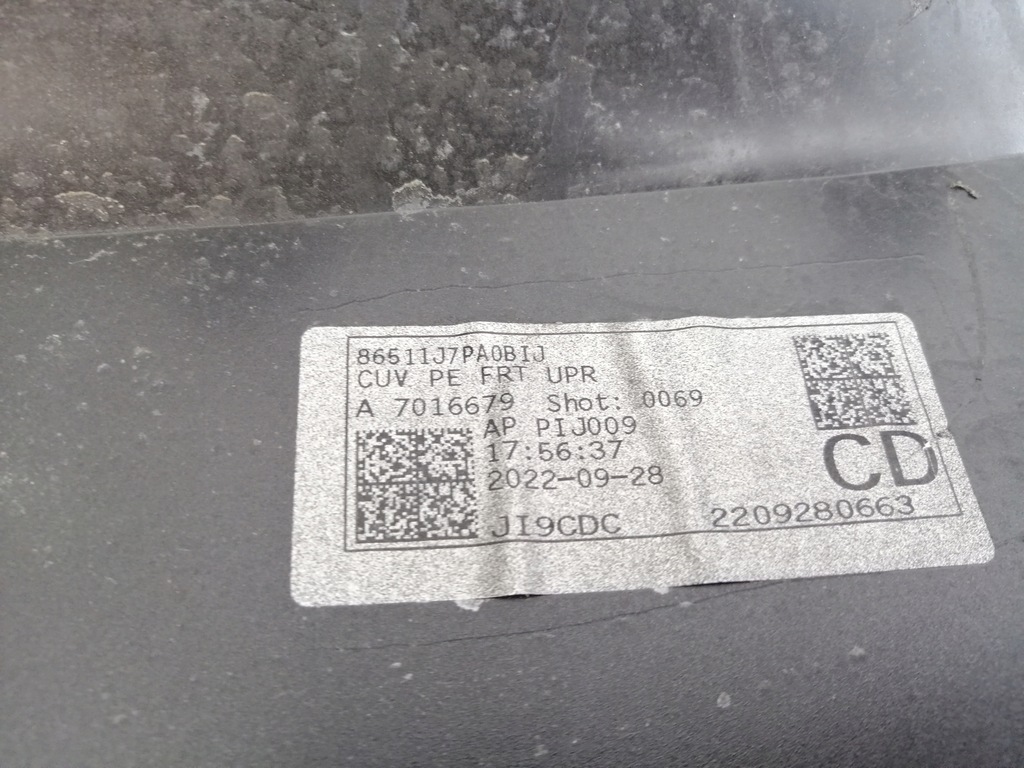 86511J7PA0BIJ
CUV PE FRT UPR
A 7016679 Shot: 0069
AP PIJ009
17:56:37
2022-09-28
CD
JI9CDC 2209280663